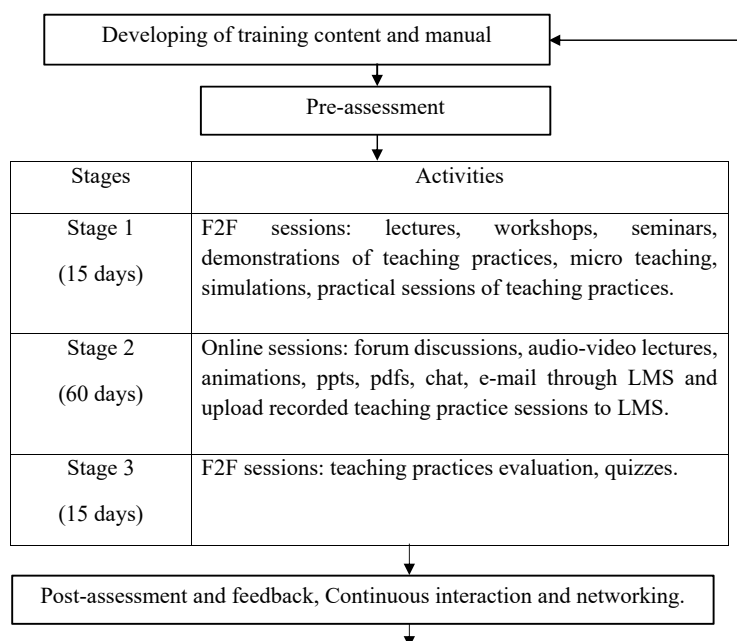 Developing of training content and manual
Pre-assessment
Stages
Activities
Stage 1
(15 days)
F2F sessions: lectures, workshops, seminars,
demonstrations of teaching practices, micro teaching,
simulations, practical sessions of teaching practices.
Stage 2
(60 days)
Online sessions: forum discussions, audio-video lectures,
animations, ppts, pdfs, chat, e-mail through LMS and
upload recorded teaching practice sessions to LMS.
Stage 3
(15 days)
F2F sessions: teaching practices evaluation, quizzes.
Post-assessment and feedback, Continuous interaction and networking.